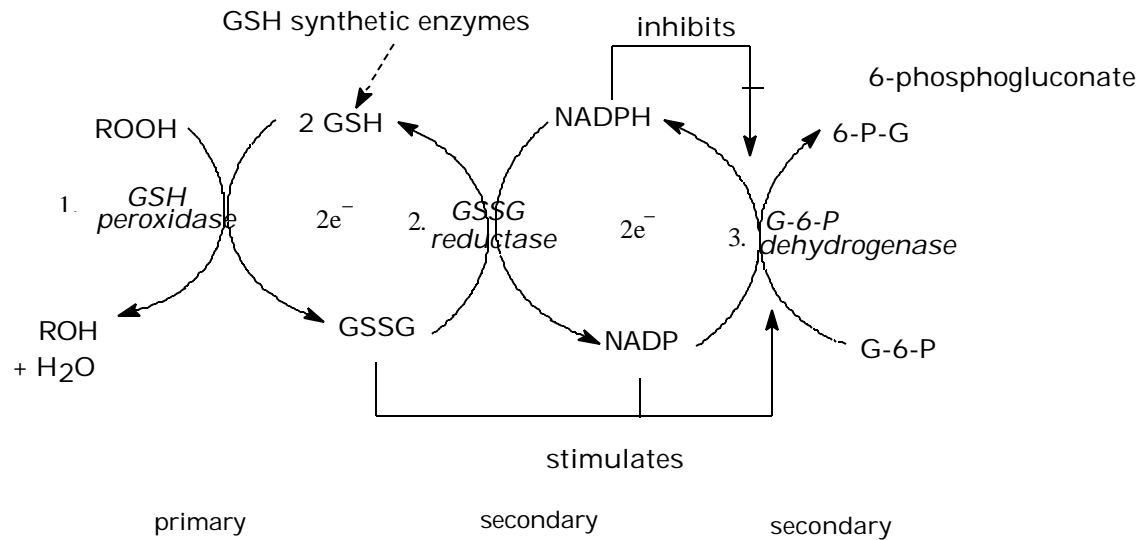 GSH synthetic enzymes
inhibits
6-phosphogluconate
ROOH
2 GSH
NADPH
6-P-G
1.
GSH
peroxidase
2e⁻
2.
GSSG
reductase
2e⁻
3.
G-6-P
dehydrogenase
ROH
+ H₂O
GSSG
NADP
G-6-P
stimulates
primary
secondary
secondary